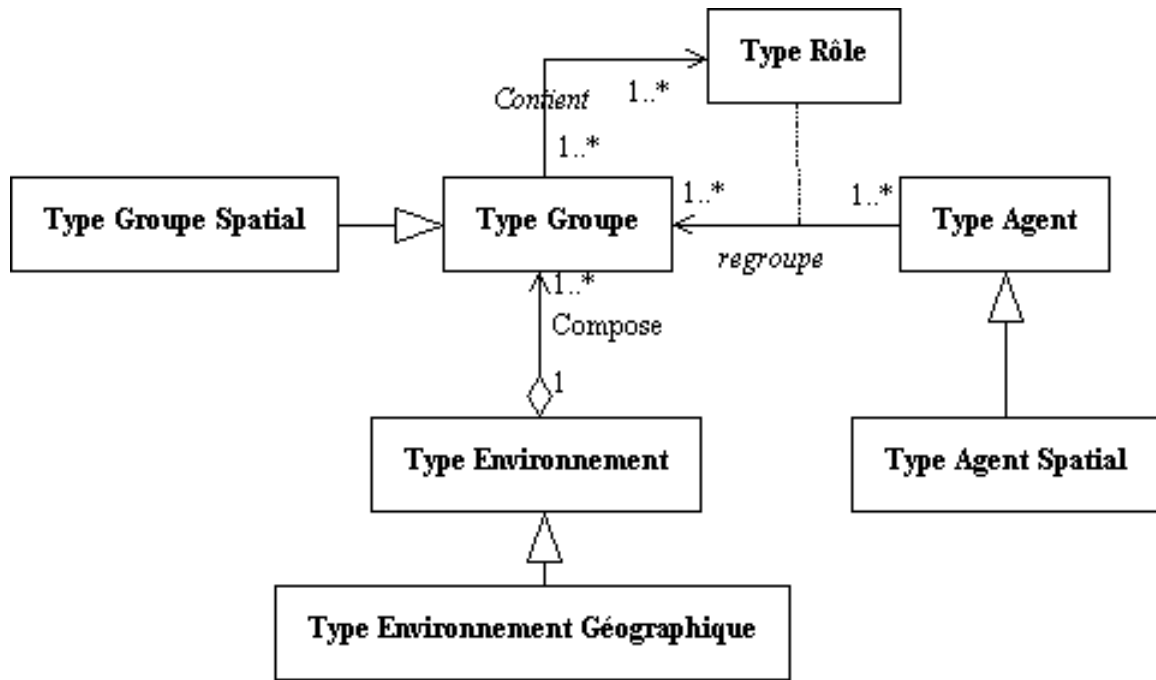 Type Rôle
Contient
1..*
1..*
Type Groupe Spatial
Type Groupe
1..*
1..*
Type Agent
regroupe
1..*
Compose
1
Type Environnement
Type Agent Spatial
Type Environnement Géographique